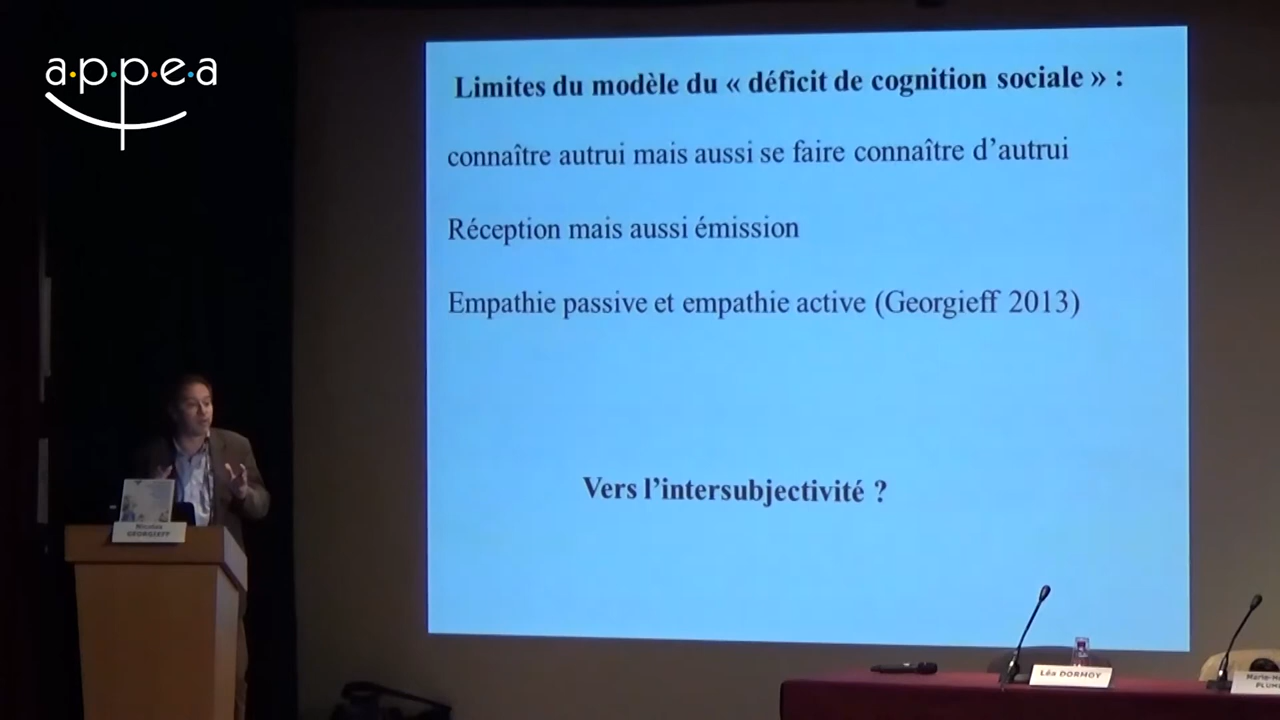 a.p.p.e.a
Limites du modèle du « déficit de cognition sociale » :
connaître autrui mais aussi se faire connaître d’autrui
Réception mais aussi émission
Empathie passive et empathie active (Georgieff 2013)
Vers l’intersubjectivité ?
Nicolas
GEORGIEFF
Léa DORMOY